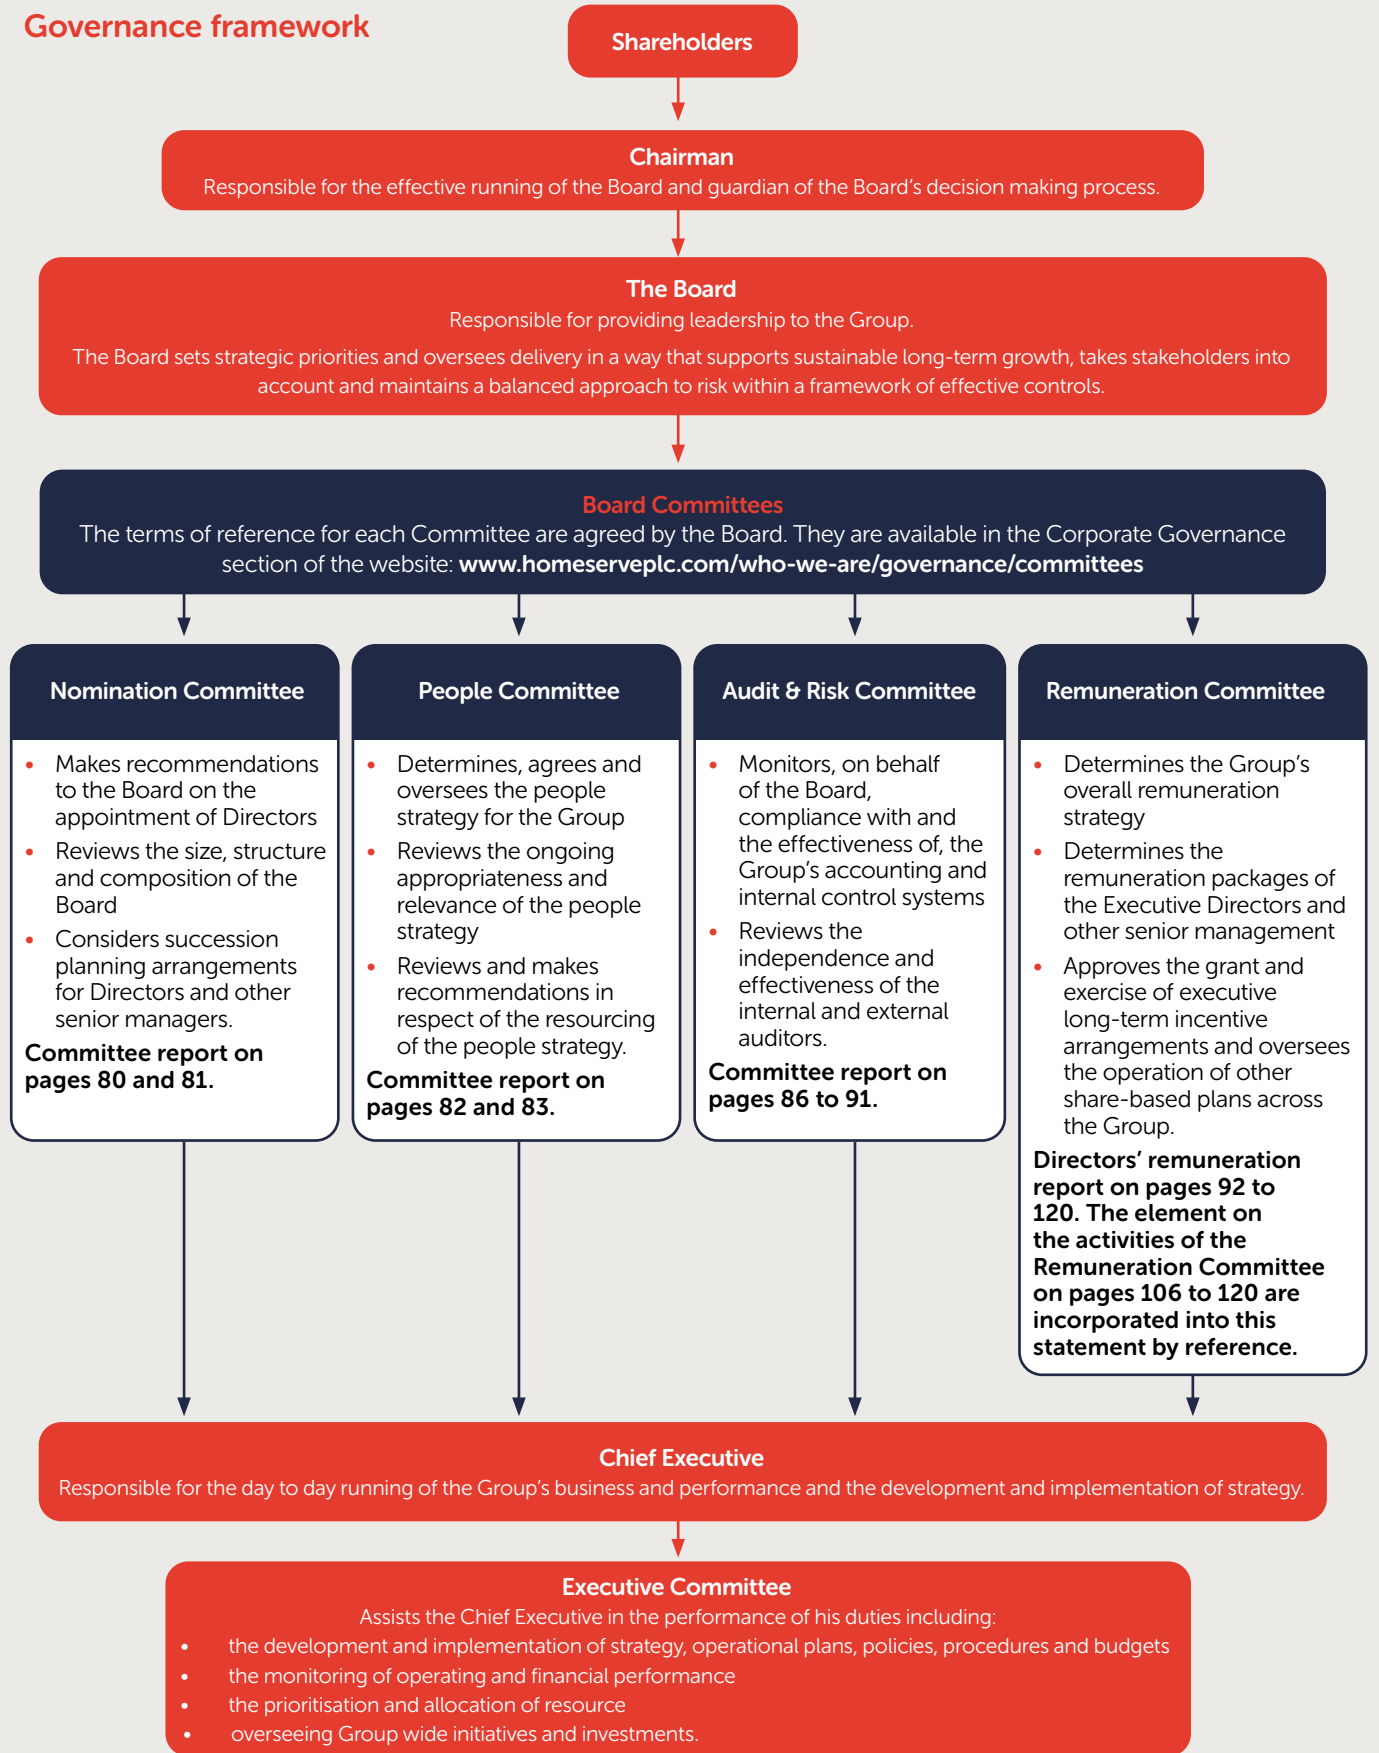 Governance framework
Shareholders
Chairman
Responsible for the effective running of the Board and guardian of the Board's decision making process.
The Board
Responsible for providing leadership to the Group.
The Board sets strategic priorities and oversees delivery in a way that supports sustainable long-term growth, takes stakeholders into
account and maintains a balanced approach to risk within a framework of effective controls.
Board Committees
The terms of reference for each Committee are agreed by the Board. They are available in the Corporate Governance
section of the website: www.homeserveplc.com/who-we-are/governance/committees
Nomination Committee
• Makes recommendations
to the Board on the
appointment of Directors
• Reviews the size, structure
and composition of the
Board
• Considers succession
planning arrangements
for Directors and other
senior managers.
Committee report on
pages 80 and 81.
People Committee
• Determines, agrees and
oversees the people
strategy for the Group
• Reviews the ongoing
appropriateness and
relevance of the people
strategy
• Reviews and makes
recommendations in
respect of the resourcing
of the people strategy.
Committee report on
pages 82 and 83.
Audit & Risk Committee
• Monitors, on behalf
of the Board,
compliance with and
the effectiveness of, the
Group's accounting and
internal control systems
• Reviews the
independence and
effectiveness of the
internal and external
auditors.
Committee report on
pages 86 to 91.
Remuneration Committee
• Determines the Group's
overall remuneration
strategy
• Determines the
remuneration packages of
the Executive Directors and
other senior management
• Approves the grant and
exercise of executive
long-term incentive
arrangements and oversees
the operation of other
share-based plans across
the Group.
Directors' remuneration
report on pages 92 to
120. The element on
the activities of the
Remuneration Committee
on pages 106 to 120 are
incorporated into this
statement by reference.
Chief Executive
Responsible for the day to day running of the Group's business and performance and the development and implementation of strategy.
Executive Committee
Assists the Chief Executive in the performance of his duties including:
• the development and implementation of strategy, operational plans, policies, procedures and budgets
• the monitoring of operating and financial performance
• the prioritisation and allocation of resource
• overseeing Group wide initiatives and investments.